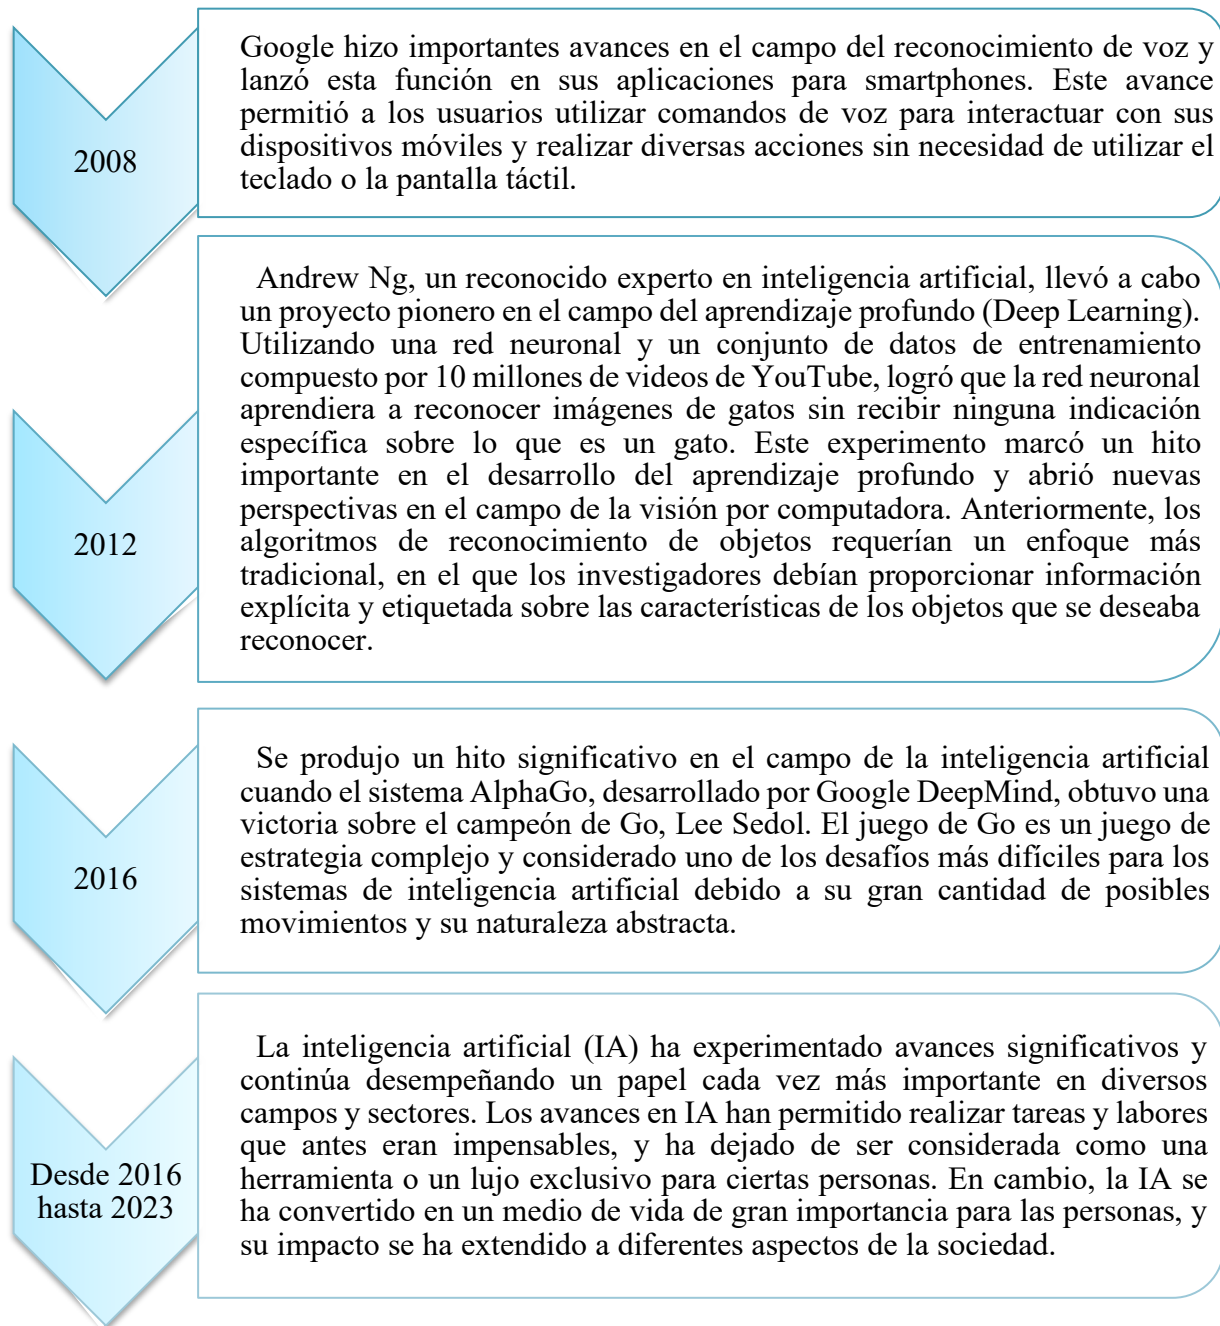 2008
Google hizo importantes avances en el campo del reconocimiento de voz y
lanzó esta función en sus aplicaciones para smartphones. Este avance
permitió a los usuarios utilizar comandos de voz para interactuar con sus
dispositivos móviles y realizar diversas acciones sin necesidad de utilizar el
teclado o la pantalla táctil.
2012
Andrew Ng, un reconocido experto en inteligencia artificial, llevó a cabo
un proyecto pionero en el campo del aprendizaje profundo (Deep Learning).
Utilizando una red neuronal y un conjunto de datos de entrenamiento
compuesto por 10 millones de videos de YouTube, logró que la red neuronal
aprendiera a reconocer imágenes de gatos sin recibir ninguna indicación
específica sobre lo que es un gato. Este experimento marcó un hito
importante en el desarrollo del aprendizaje profundo y abrió nuevas
perspectivas en el campo de la visión por computadora. Anteriormente, los
algoritmos de reconocimiento de objetos requerían un enfoque más
tradicional, en el que los investigadores debían proporcionar información
explícita y etiquetada sobre las características de los objetos que se deseaba
reconocer.
2016
Se produjo un hito significativo en el campo de la inteligencia artificial
cuando el sistema AlphaGo, desarrollado por Google DeepMind, obtuvo una
victoria sobre el campeón de Go, Lee Sedol. El juego de Go es un juego de
estrategia complejo y considerado uno de los desafíos más difíciles para los
sistemas de inteligencia artificial debido a su gran cantidad de posibles
movimientos y su naturaleza abstracta.
Desde 2016
hasta 2023
La inteligencia artificial (IA) ha experimentado avances significativos y
continúa desempeñando un papel cada vez más importante en diversos
campos y sectores. Los avances en IA han permitido realizar tareas y labores
que antes eran impensables, y ha dejado de ser considerada como una
herramienta o un lujo exclusivo para ciertas personas. En cambio, la IA se
ha convertido en un medio de vida de gran importancia para las personas, y
su impacto se ha extendido a diferentes aspectos de la sociedad.